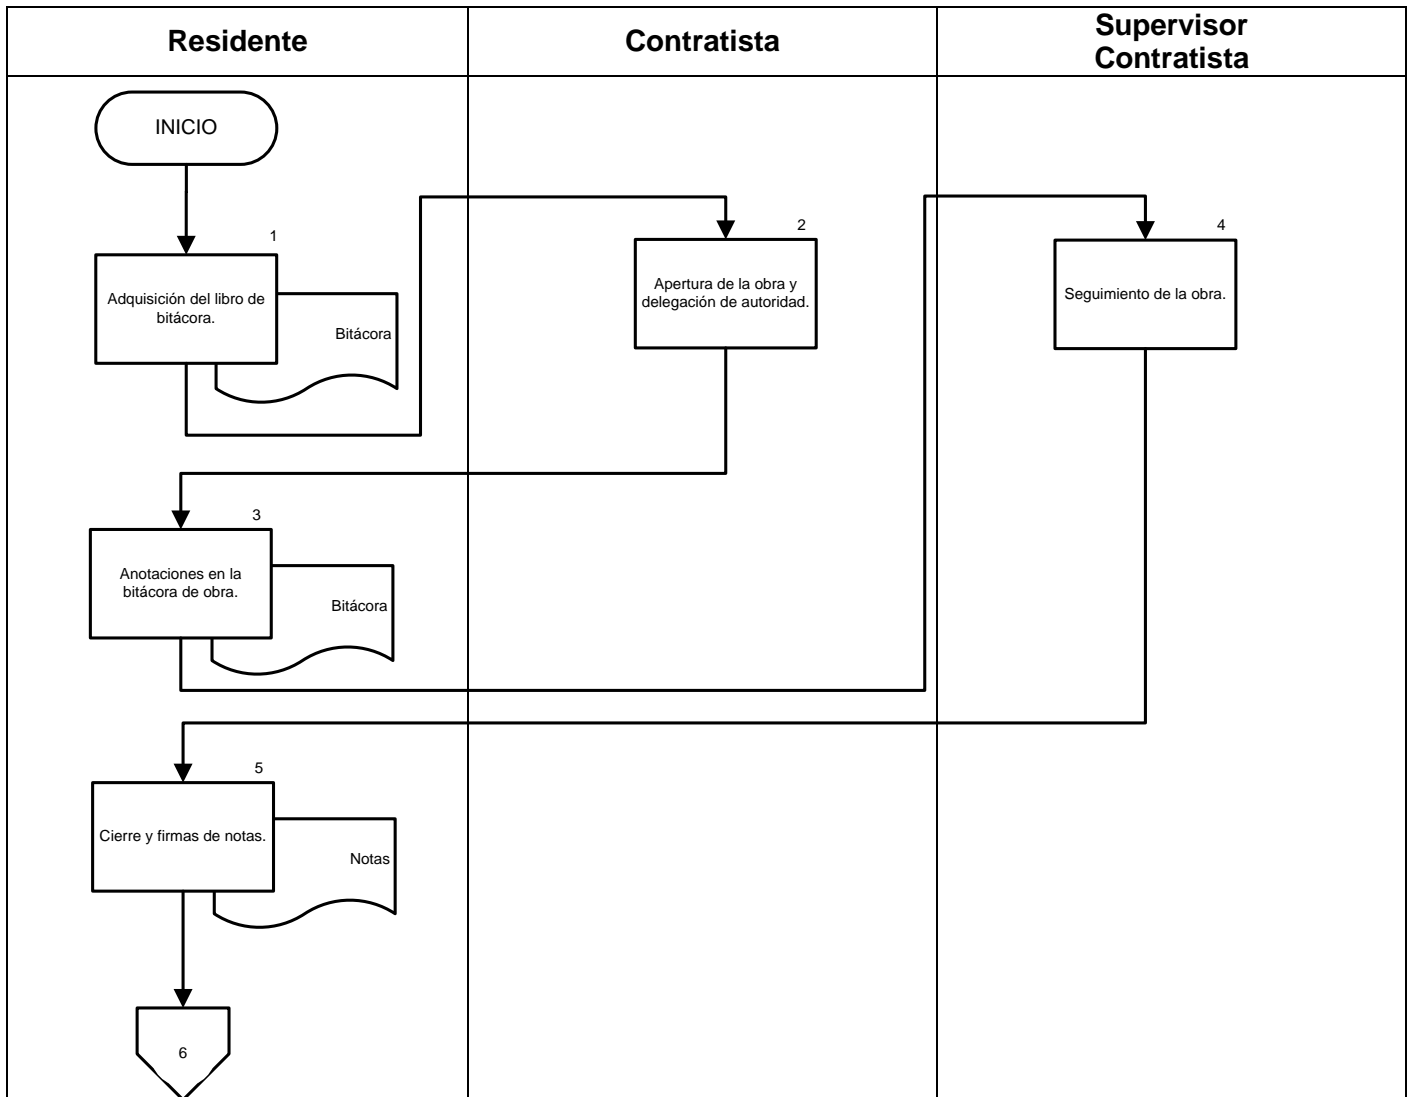 Residente
Contratista
Supervisor
Contratista
INICIO
1
Adquisición del libro de
bitácora.
Bitácora
2
Apertura de la obra y
delegación de autoridad.
3
Anotaciones en la
bitácora de obra.
Bitácora
4
Seguimiento de la obra.
5
Cierre y firmas de notas.
Notas
6